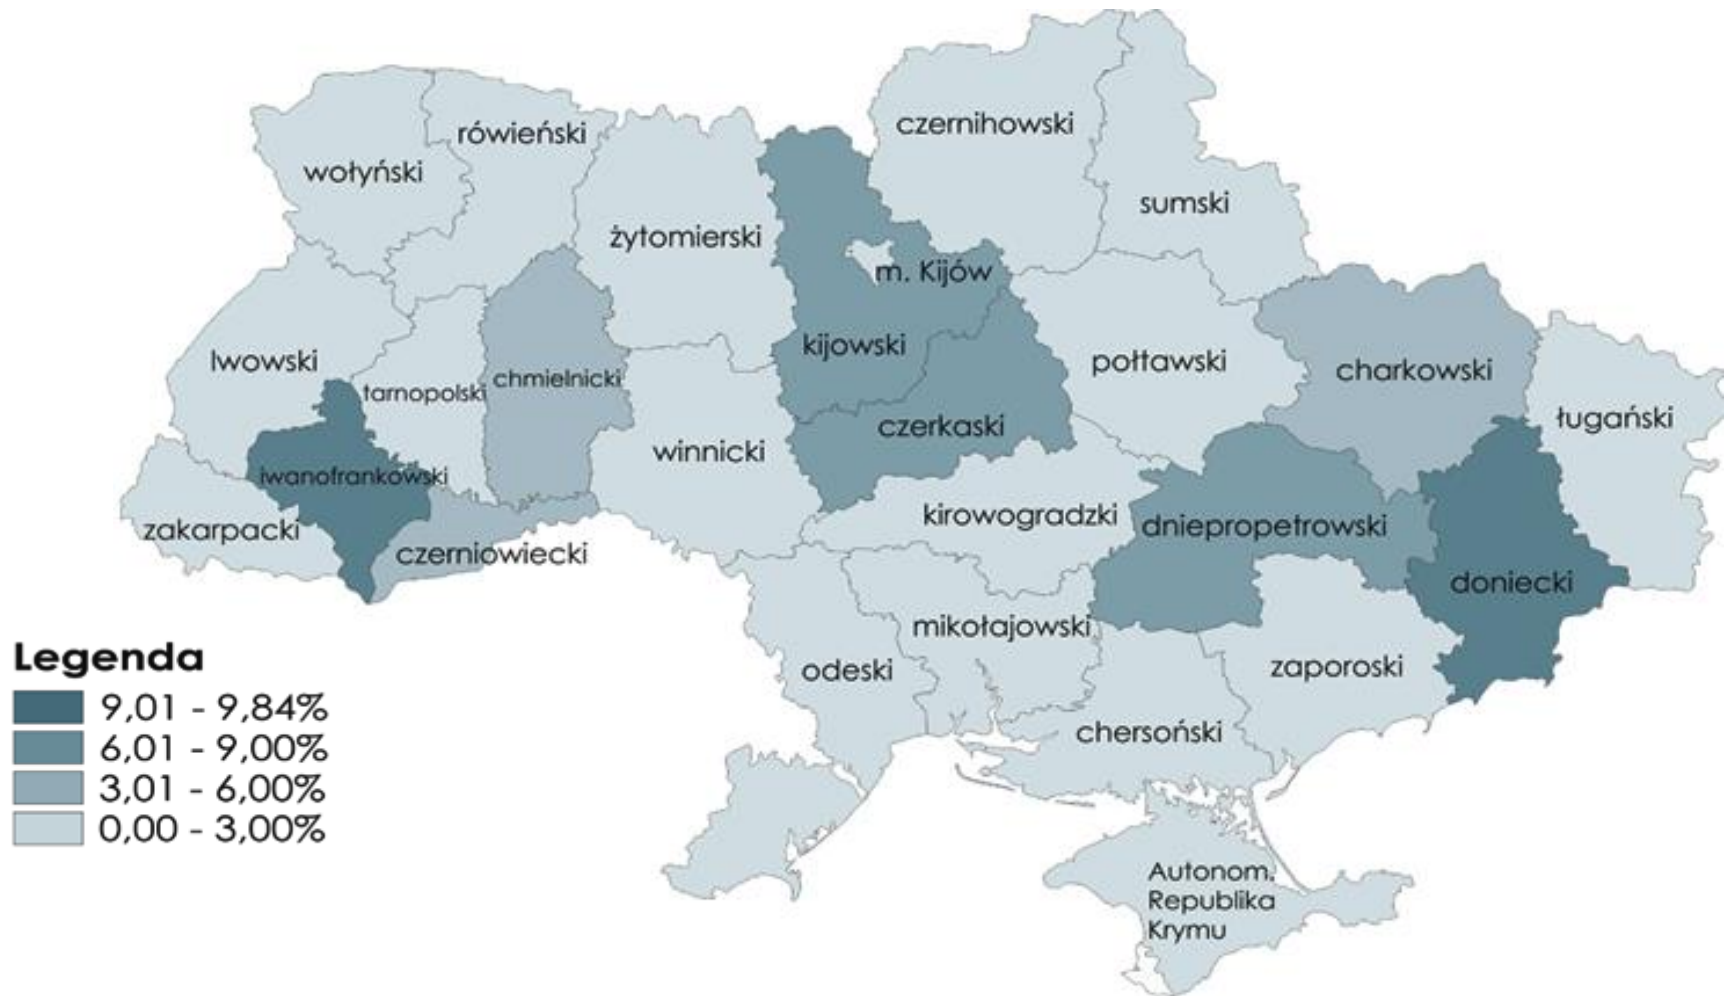 czernihowski
rówieński
wołyński
sumski
żytomierski
m. Kijów
kijowski
lwowski
połtawski
charkowski
chmielnicki
tarnopolski
ługański
czerkaski
winnicki
iwanofrankowski
kirowogradzki
dniepropetrowski
zakarpacki
czerniowiecki
doniecki
mikołajowski
zaporoski
odeski
chersoński
Legenda
9,01 - 9,84%
6,01 - 9,00%
3,01 - 6,00%
0,00 - 3,00%
Autonom.
Republika
Krymu